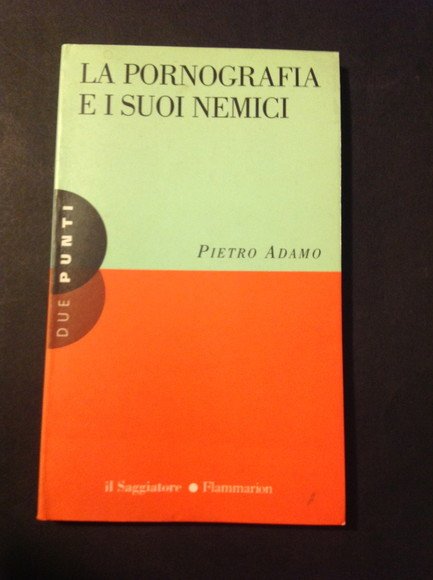 LA PORNOGRAFIA
E I SUOI NEMICI
PIETRO ADAMO
DUE PUNTI
il Saggiatore ● Flammarion